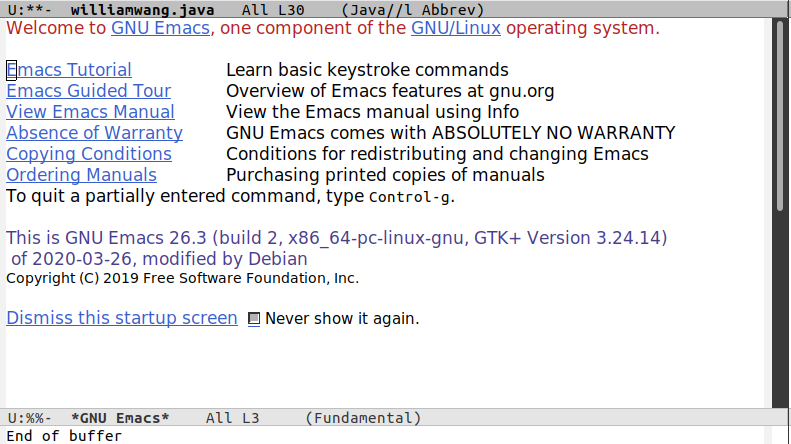 U:**-  williamwang.java   All L30    (Java//l Abbrev)
Welcome to GNU Emacs, one component of the GNU/Linux operating system.
Emacs Tutorial Learn basic keystroke commands
Emacs Guided Tour Overview of Emacs features at gnu.org
View Emacs Manual View the Emacs manual using Info
Absence of Warranty GNU Emacs comes with ABSOLUTELY NO WARRANTY
Copying Conditions Conditions for redistributing and changing Emacs
Ordering Manuals Purchasing printed copies of manuals
To quit a partially entered command, type Control-g.
This is GNU Emacs 26.3 (build 2, x86_64-pc-linux-gnu, GTK+ Version 3.24.14)
of 2020-03-26, modified by Debian
Copyright (C) 2019 Free Software Foundation, Inc.
Dismiss this startup screen Never show it again.
U:%%-  *GNU Emacs*    All L3     (Fundamental)
End of buffer